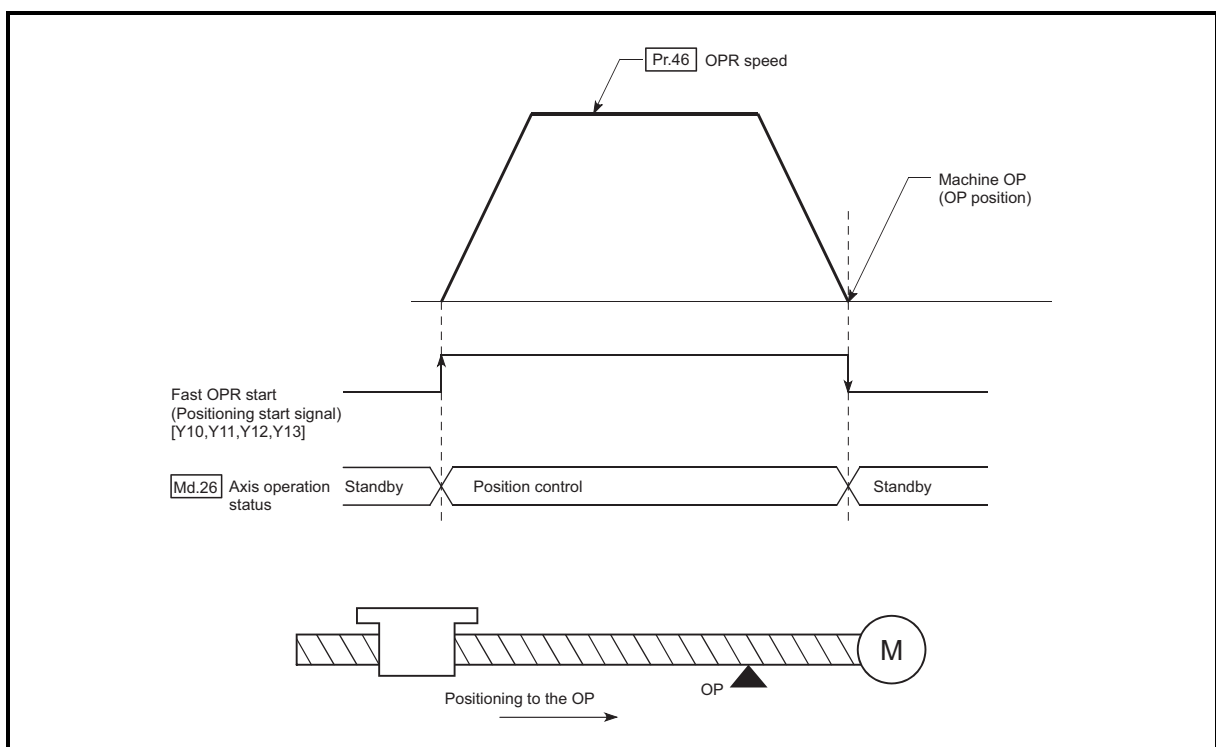 Pr.46 OPR speed
Machine OP
(OP position)
Fast OPR start
(Positioning start signal)
[Y10,Y11,Y12,Y13]
Md.26 Axis operation
status
Standby
Position control
Standby
M
OP
Positioning to the OP